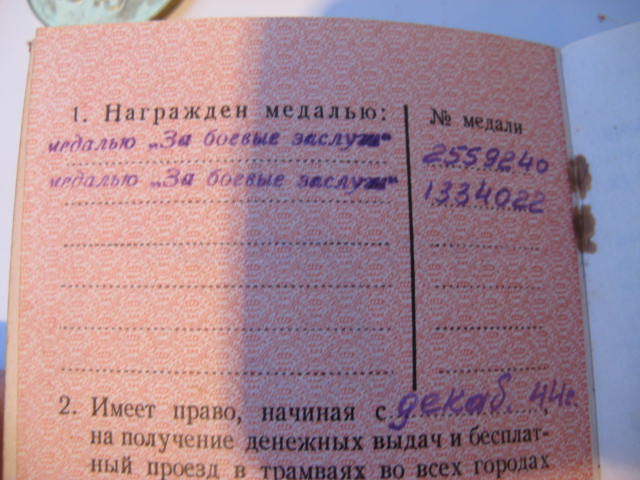 1. Награжден медалью:
№ медали
медалью „За боевые заслуги"
2559240
медалью „За боевые заслуги"
1334022
2. Имеет право, начиная с декаб. 44г.,
на получение денежных выдач и бесплат-
ный проезд в трамваях во всех городах